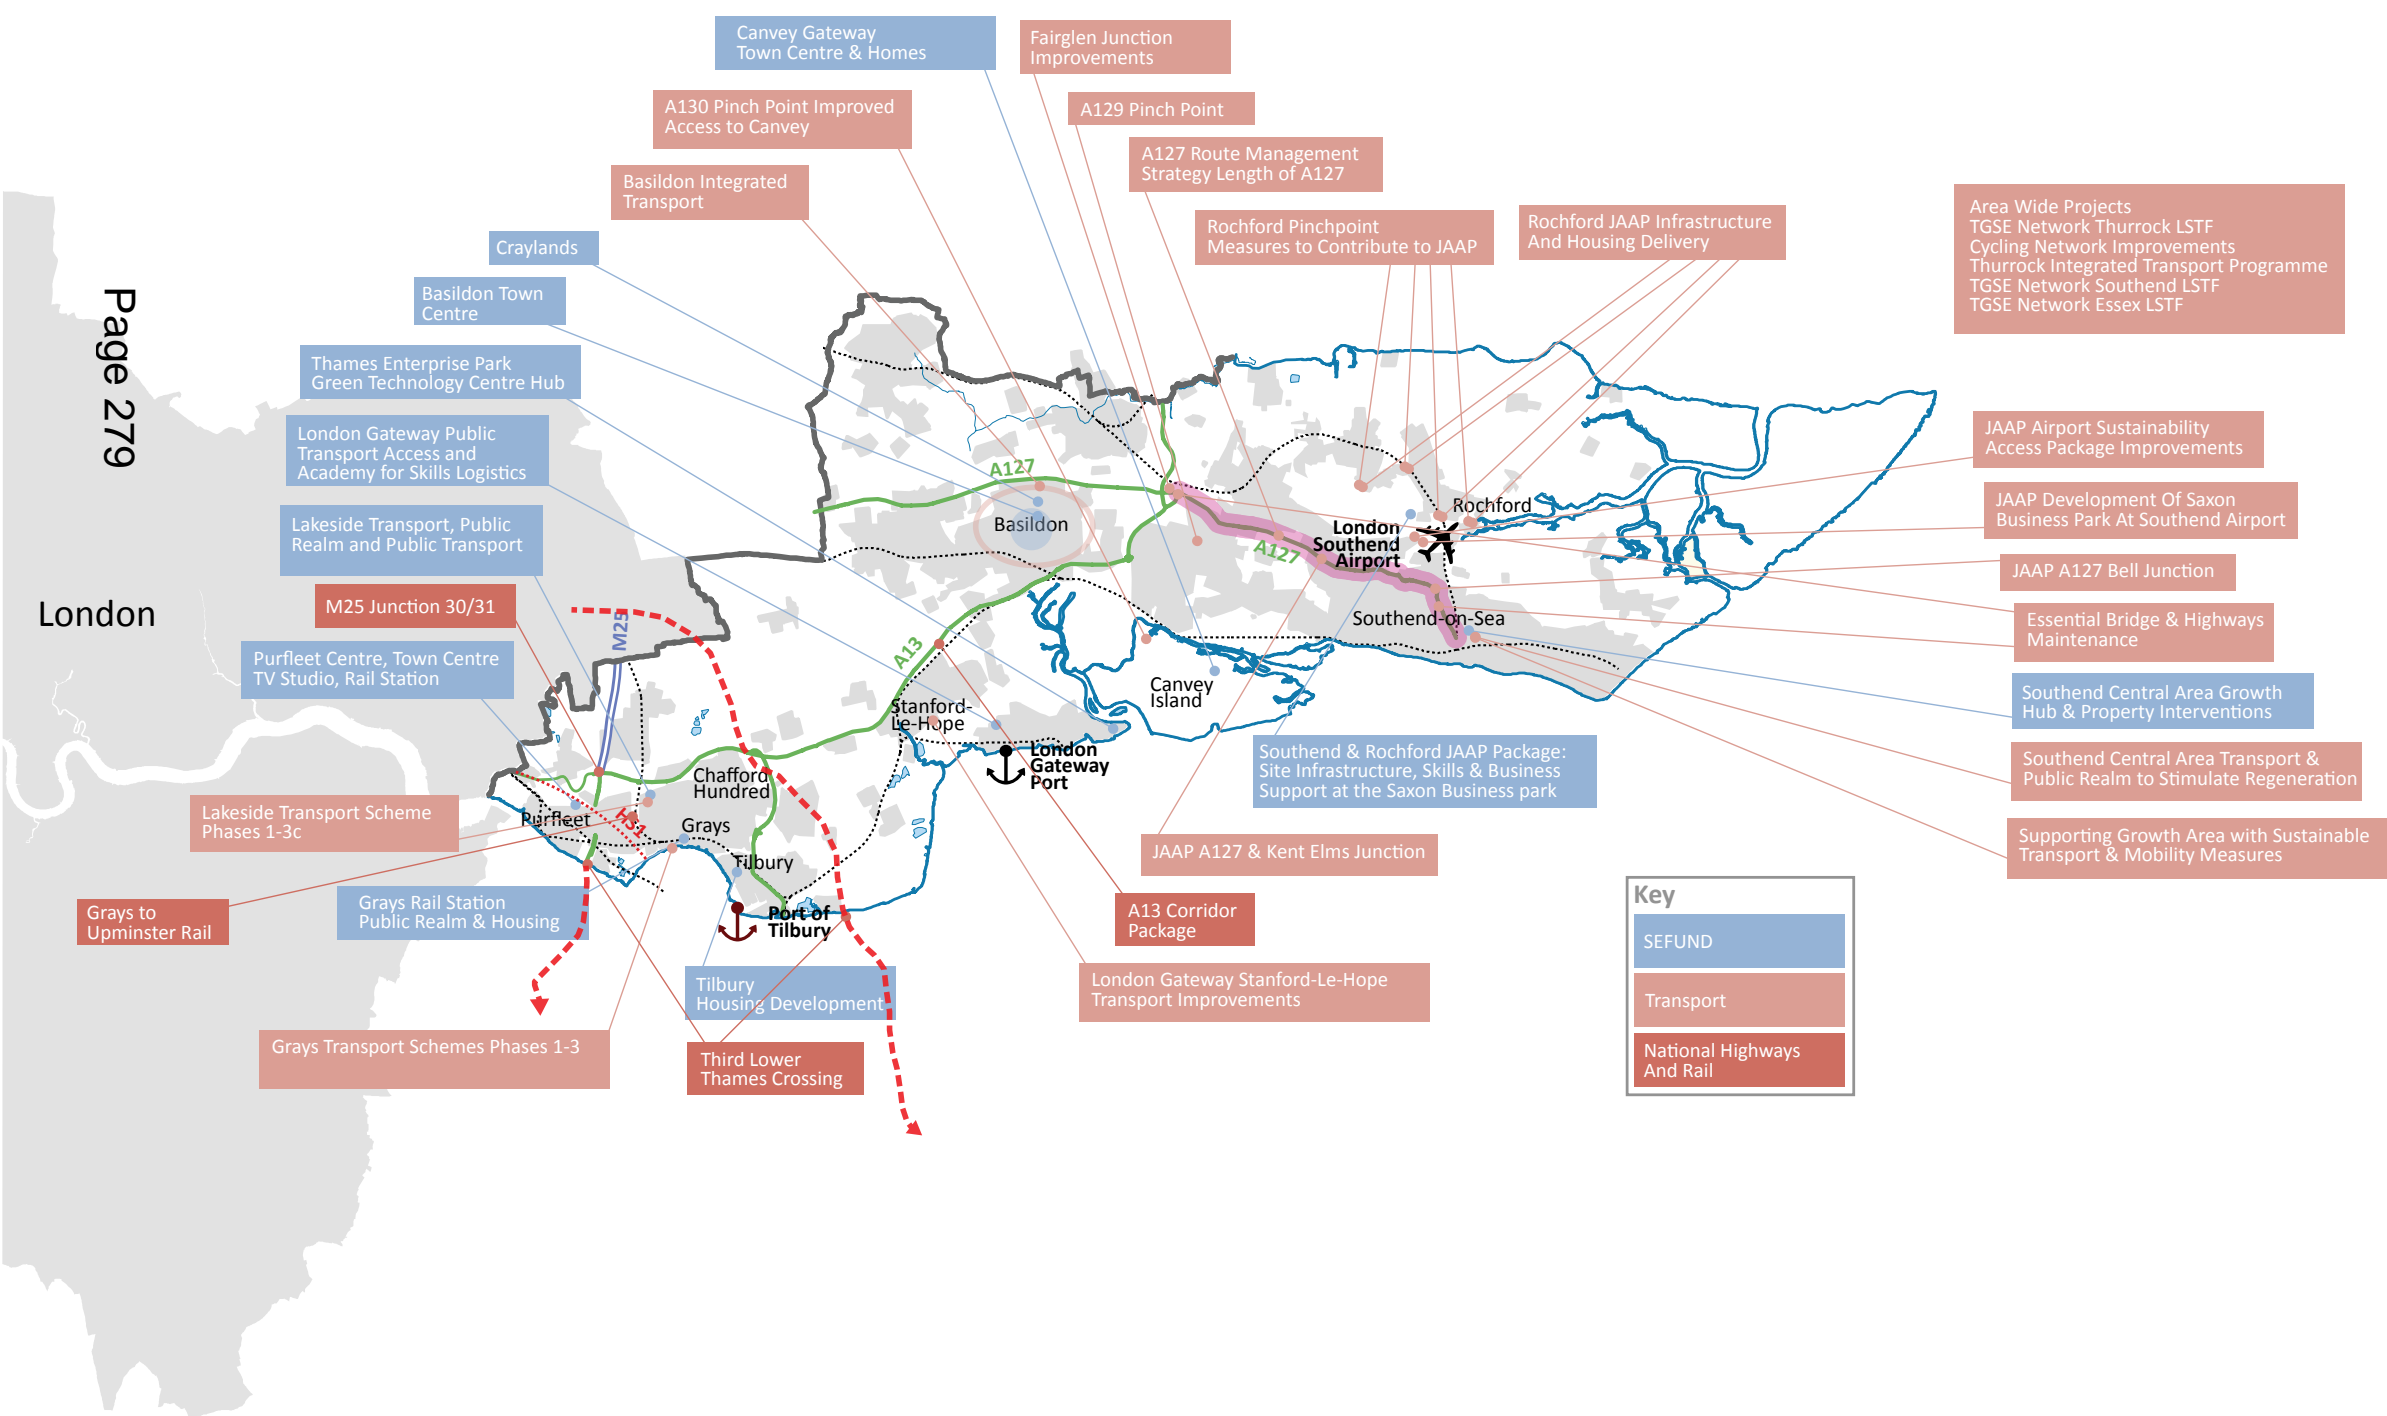 Canvey Gateway
Town Centre & Homes
Fairglen Junction
Improvements
A130 Pinch Point Improved
Access to Canvey
A129 Pinch Point
A127 Route Management
Strategy Length of A127
Basildon Integrated
Transport
Rochford Pinchpoint
Measures to Contribute to JAAP
Rochford JAAP Infrastructure
And Housing Delivery
Area Wide Projects
TGSE Network Thurrock LSTF
Cycling Network Improvements
Thurrock Integrated Transport Programme
TGSE Network Southend LSTF
TGSE Network Essex LSTF
Craylands
Basildon Town
Centre
Page 279
Thames Enterprise Park
Green Technology Centre Hub
London Gateway Public
Transport Access and
Academy for Skills Logistics
JAAP Airport Sustainability
Access Package Improvements
A127
Basildon
Rochford
London
Southend
Airport
A127
JAAP Development Of Saxon
Business Park At Southend Airport
Lakeside Transport, Public
Realm and Public Transport
JAAP A127 Bell Junction
London
M25 Junction 30/31
M25
A13
Southend-on-Sea
Essential Bridge & Highways
Maintenance
Purfleet Centre, Town Centre
TV Studio, Rail Station
Canvey
Island
Stanford-
Le-Hope
Southend Central Area Growth
Hub & Property Interventions
London
Gateway
Port
Southend & Rochford JAAP Package:
Site Infrastructure, Skills & Business
Support at the Saxon Business park
Southend Central Area Transport &
Public Realm to Stimulate Regeneration
Chafford
Hundred
Lakeside Transport Scheme
Phases 1-3c
Purfleet
HS1
Grays
Tilbury
JAAP A127 & Kent Elms Junction
Supporting Growth Area with Sustainable
Transport & Mobility Measures
Grays to
Upminster Rail
Grays Rail Station
Public Realm & Housing
Port of
Tilbury
A13 Corridor
Package
Tilbury
Housing Development
London Gateway Stanford-Le-Hope
Transport Improvements
Grays Transport Schemes Phases 1-3
Third Lower
Thames Crossing
Key
SEFUND
Transport
National Highways
And Rail